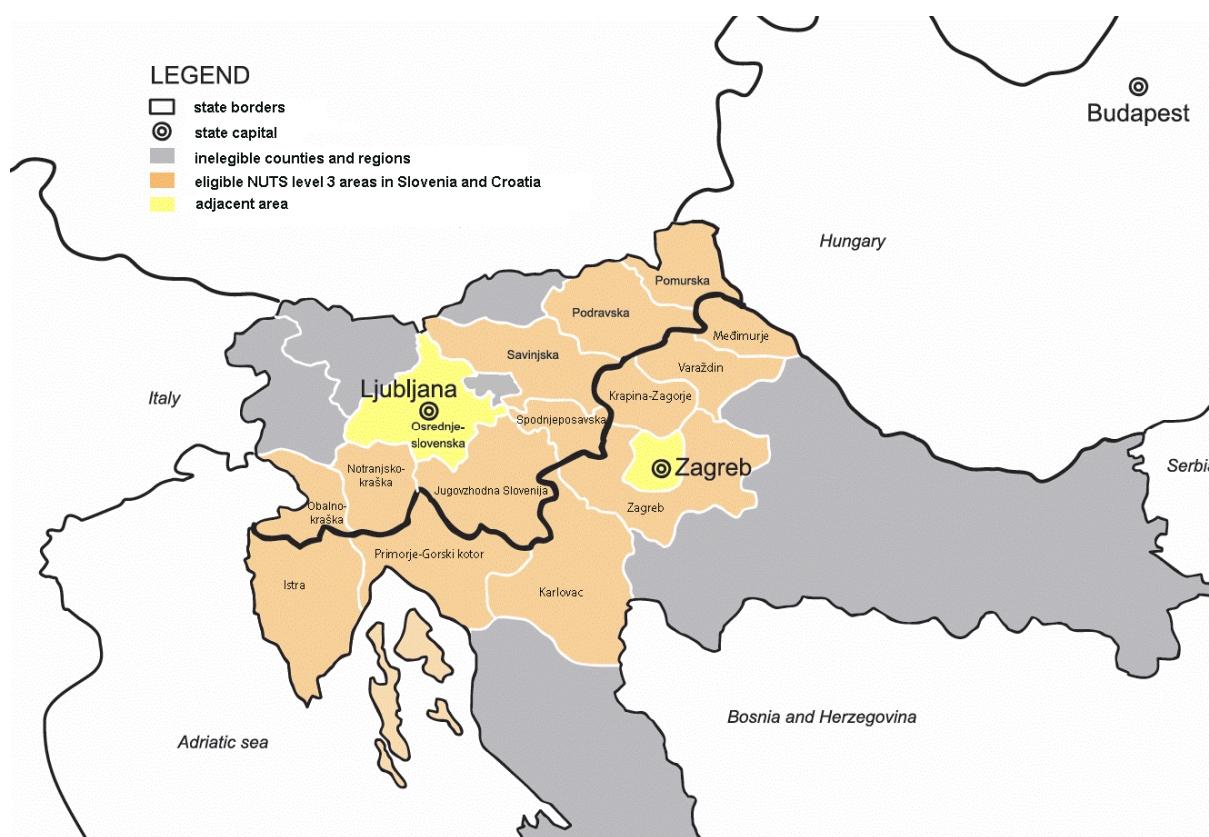 LEGEND
state borders
state capital
inelegible counties and regions
eligible NUTS level 3 areas in Slovenia and Croatia
adjacent area
Budapest
Hungary
Pomurska
Podravska
Međimurje
Savinjska
Varaždin
Italy
Ljubljana
Krapina-Zagorje
Osrednje-
slovenska
Spodnjeposavska
Zagreb
Serbia
Notranjsko-
kraška
Jugovzhodna Slovenija
Obalno-
kraška
Zagreb
Primorje-Gorski kotor
Istra
Karlovac
Bosnia and Herzegovina
Adriatic sea